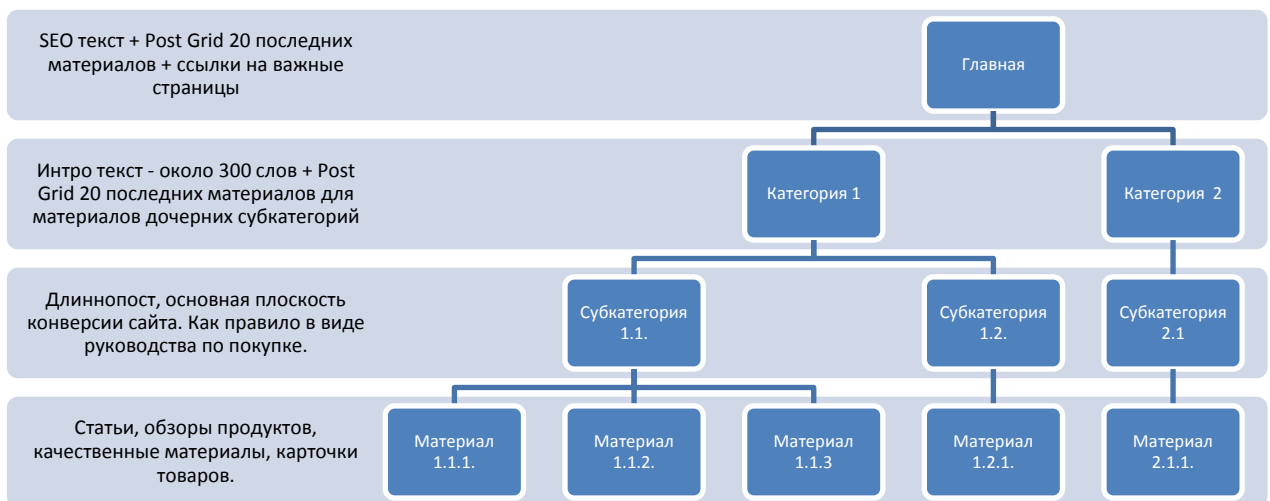 SEO текст + Post Grid 20 последних
материалов + ссылки на важные
страницы
Главная
Интро текст - около 300 слов + Post
Grid 20 последних материалов для
материалов дочерних субкатегорий
Категория 1
Категория 2
Длиннопост, основная плоскость
конверсии сайта. Как правило в виде
руководства по покупке.
Субкатегория
1.1.
Субкатегория
1.2.
Субкатегория
2.1
Статьи, обзоры продуктов,
качественные материалы, карточки
товаров.
Материал
1.1.1.
Материал
1.1.2.
Материал
1.1.3
Материал
1.2.1.
Материал
2.1.1.